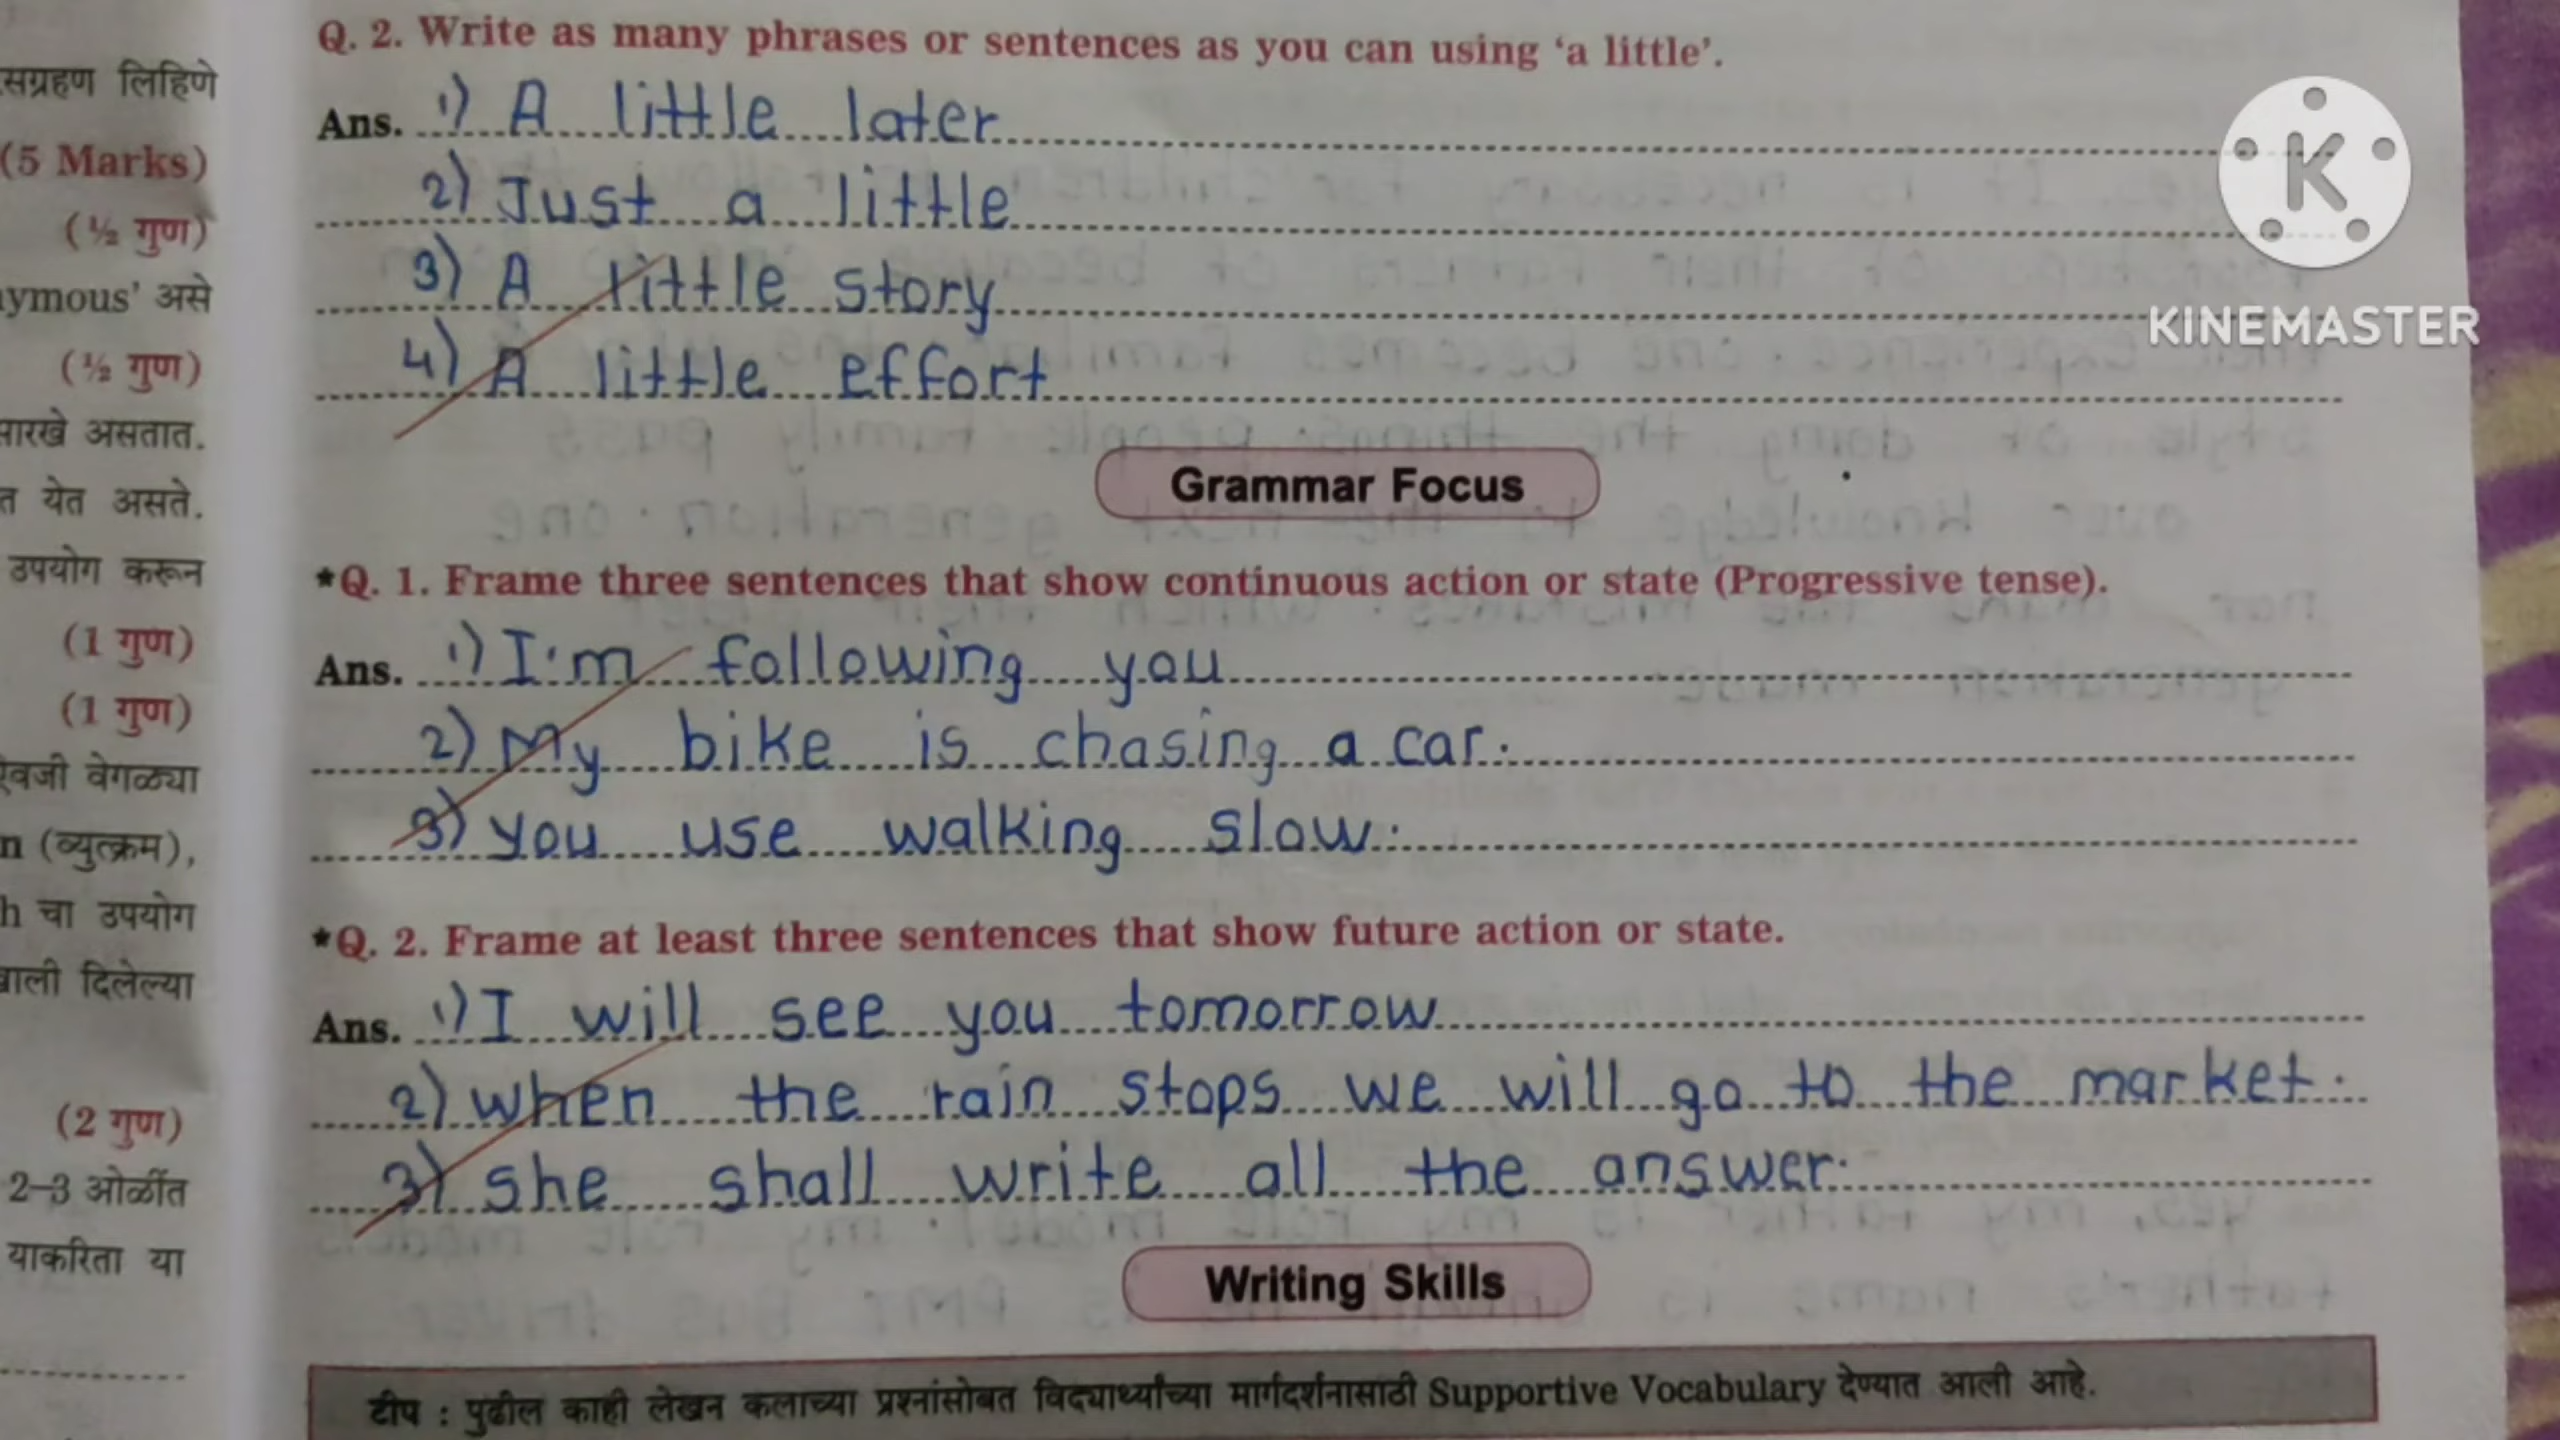 Q. 2. Write as many phrases or sentences as you can using ‘a little’.
Ans. 1) A little later
2) Just a little
3) A little story
4) A little effort
Grammar Focus
*Q. 1. Frame three sentences that show continuous action or state (Progressive tense).
Ans. 1) I'm following you
2) My bike is chasing a car.
3) you use walking slow.
*Q. 2. Frame at least three sentences that show future action or state.
Ans. 1) I will see you tomorrow
2) when the rain stops we will go to the market.
3) she shall write all the answer.
Writing Skills
टीप : पुढील काही लेखन कलाच्या प्रश्नांसोबत विद्यार्थ्यांच्या मार्गदर्शनासाठी Supportive Vocabulary देण्यात आली आहे.
लिहिणे
(5 Marks)
(½ गुण)
ymous’ असे
(½ गुण)
सारखे असतात.
त येत असते.
उपयोग करून
(1 गुण)
(1 गुण)
ऐवजी वेगळ्या
n (व्युत्क्रम),
h चा उपयोग
खाली दिलेल्या
(2 गुण)
2–3 ओळींत
याकरिता या
K
KINEMASTER